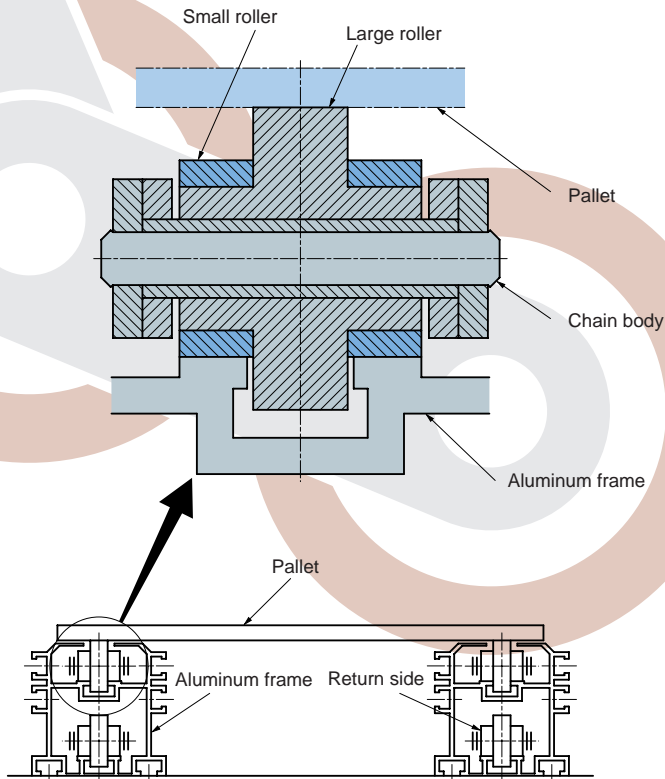 Small roller
Large roller
Pallet
Chain body
Aluminum frame
Pallet
Aluminum frame
Return side